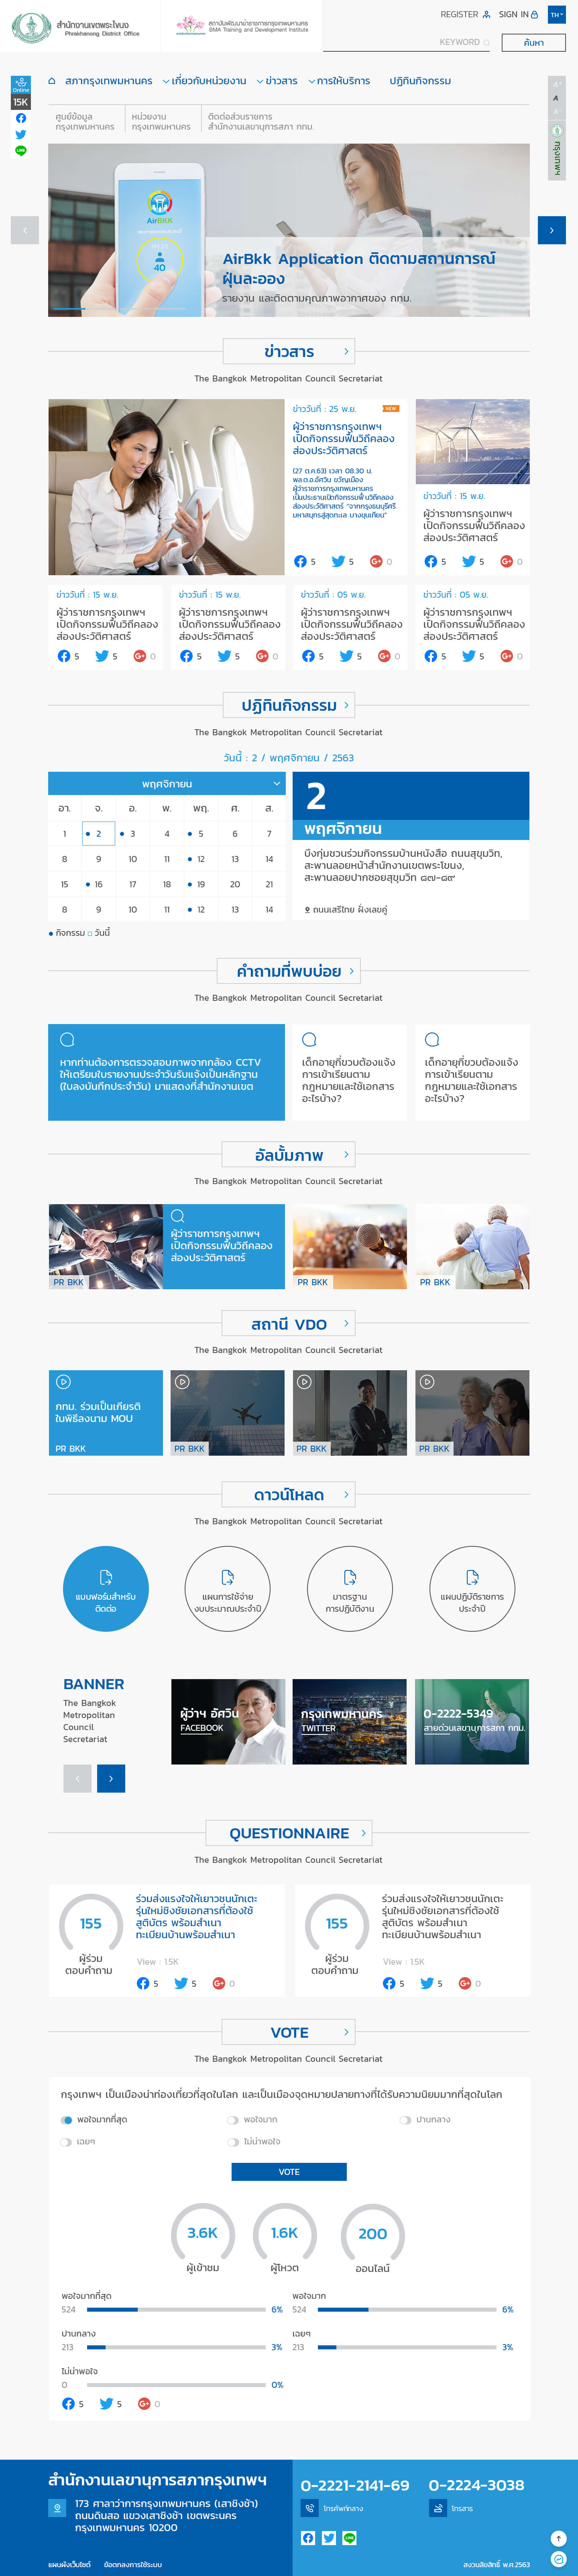 สำนักงานเขตพระโขนง
Phrakhanong District Office
สถาบันพัฒนาข้าราชการกรุงเทพมหานคร
BMA Training and Development Institute
REGISTER
SIGN IN
TH
KEYWORD
ค้นหา
Online
15K
สภากรุงเทพมหานคร
เกี่ยวกับหน่วยงาน
ข่าวสาร
การให้บริการ
ปฏิทินกิจกรรม
ศูนย์ข้อมูล
กรุงเทพมหานคร
หน่วยงาน
กรุงเทพมหานคร
ติดต่อส่วนราชการ
สำนักงานเลขานุการสภา กทม.
A
กรุงเทพฯ
AirBKK
40
AirBkk Application ติดตามสถานการณ์
ฝุ่นละออง
รายงาน และติดตามคุณภาพอากาศของ กทม.
ข่าวสาร
The Bangkok Metropolitan Council Secretariat
ข่าววันที่ : 25 พ.ย.
NEW
ผู้ว่าราชการกรุงเทพฯ
เปิดกิจกรรมฟื้นวิถีคลอง
ส่องประวัติศาสตร์
(27 ต.ค.63) เวลา 08.30 น.
พล.ต.อ.อัศวิน ขวัญเมือง
ผู้ว่าราชการกรุงเทพมหานคร
เป็นประธานเปิดกิจกรรมฟื้นวิถีคลอง
ส่องประวัติศาสตร์ “จากกรุงธนบุรีศรี
มหาสมุทรสู่สุดทะเล บางขุนเทียน”
5 5 0
ข่าววันที่ : 15 พ.ย.
ผู้ว่าราชการกรุงเทพฯ
เปิดกิจกรรมฟื้นวิถีคลอง
ส่องประวัติศาสตร์
5 5 0
ข่าววันที่ : 15 พ.ย.
ผู้ว่าราชการกรุงเทพฯ
เปิดกิจกรรมฟื้นวิถีคลอง
ส่องประวัติศาสตร์
5 5 0
ข่าววันที่ : 15 พ.ย.
ผู้ว่าราชการกรุงเทพฯ
เปิดกิจกรรมฟื้นวิถีคลอง
ส่องประวัติศาสตร์
5 5 0
ข่าววันที่ : 05 พ.ย.
ผู้ว่าราชการกรุงเทพฯ
เปิดกิจกรรมฟื้นวิถีคลอง
ส่องประวัติศาสตร์
5 5 0
ข่าววันที่ : 05 พ.ย.
ผู้ว่าราชการกรุงเทพฯ
เปิดกิจกรรมฟื้นวิถีคลอง
ส่องประวัติศาสตร์
5 5 0
ปฏิทินกิจกรรม
The Bangkok Metropolitan Council Secretariat
วันนี้ : 2 / พฤศจิกายน / 2563
พฤศจิกายน
อา. จ. อ. พ. พฤ. ศ. ส.
1 2 3 4 5 6 7
8 9 10 11 12 13 14
15 16 17 18 19 20 21
8 9 10 11 12 13 14
กิจกรรม วันนี้
2
พฤศจิกายน
บึงกุ่มชวนร่วมกิจกรรมบ้านหนังสือ ถนนสุขุมวิท,
สะพานลอยหน้าสำนักงานเขตพระโขนง,
สะพานลอยปากซอยสุขุมวิท ๘๗-๘๙
ถนนเสรีไทย ฝั่งเลขคู่
คำถามที่พบบ่อย
The Bangkok Metropolitan Council Secretariat
หากท่านต้องการตรวจสอบภาพจากกล้อง CCTV
ให้เตรียมใบรายงานประจำวันรับแจ้งเป็นหลักฐาน
(ใบลงบันทึกประจำวัน) มาแสดงที่สำนักงานเขต
เด็กอายุกี่ขวบต้องแจ้ง
การเข้าเรียนตาม
กฎหมายและใช้เอกสาร
อะไรบ้าง?
เด็กอายุกี่ขวบต้องแจ้ง
การเข้าเรียนตาม
กฎหมายและใช้เอกสาร
อะไรบ้าง?
อัลบั้มภาพ
The Bangkok Metropolitan Council Secretariat
PR BKK
ผู้ว่าราชการกรุงเทพฯ
เปิดกิจกรรมฟื้นวิถีคลอง
ส่องประวัติศาสตร์
PR BKK
PR BKK
สถานี VDO
The Bangkok Metropolitan Council Secretariat
กทม. ร่วมเป็นเกียรติ
ในพิธีลงนาม MOU
PR BKK
PR BKK
PR BKK
PR BKK
ดาวน์โหลด
The Bangkok Metropolitan Council Secretariat
แบบฟอร์มสำหรับ
ติดต่อ
แผนการใช้จ่าย
งบประมาณประจำปี
มาตรฐาน
การปฏิบัติงาน
แผนปฏิบัติราชการ
ประจำปี
BANNER
The Bangkok
Metropolitan
Council
Secretariat
ผู้ว่าฯ อัศวิน
FACEBOOK
กรุงเทพมหานคร
TWITTER
0-2222-5349
สายด่วนเลขานุการสภา กทม.
QUESTIONNAIRE
The Bangkok Metropolitan Council Secretariat
155
ผู้ร่วม
ตอบคำถาม
ร่วมส่งแรงใจให้เยาวชนนักเตะ
รุ่นใหม่ชิงชัยเอกสารที่ต้องใช้
สูติบัตร พร้อมสำเนา
ทะเบียนบ้านพร้อมสำเนา
View : 1.5K
5 5 0
155
ผู้ร่วม
ตอบคำถาม
ร่วมส่งแรงใจให้เยาวชนนักเตะ
รุ่นใหม่ชิงชัยเอกสารที่ต้องใช้
สูติบัตร พร้อมสำเนา
ทะเบียนบ้านพร้อมสำเนา
View : 1.5K
5 5 0
VOTE
The Bangkok Metropolitan Council Secretariat
กรุงเทพฯ เป็นเมืองน่าท่องเที่ยวที่สุดในโลก และเป็นเมืองจุดหมายปลายทางที่ได้รับความนิยมมากที่สุดในโลก
พอใจมากที่สุด
พอใจมาก
ปานกลาง
เฉยๆ
ไม่น่าพอใจ
VOTE
3.6K
ผู้เข้าชม
1.6K
ผู้โหวต
200
ออนไลน์
พอใจมากที่สุด
524 6%
พอใจมาก
524 6%
ปานกลาง
213 3%
เฉยๆ
213 3%
ไม่น่าพอใจ
0 0%
5 5 0
สำนักงานเลขานุการสภากรุงเทพฯ
173 ศาลาว่าการกรุงเทพมหานคร (เสาชิงช้า)
ถนนดินสอ แขวงเสาชิงช้า เขตพระนคร
กรุงเทพมหานคร 10200
แผนผังเว็บไซต์
ข้อตกลงการใช้ระบบ
0-2221-2141-69
โทรศัพท์กลาง
0-2224-3038
โทรสาร
สงวนลิขสิทธิ์ พ.ศ.2563